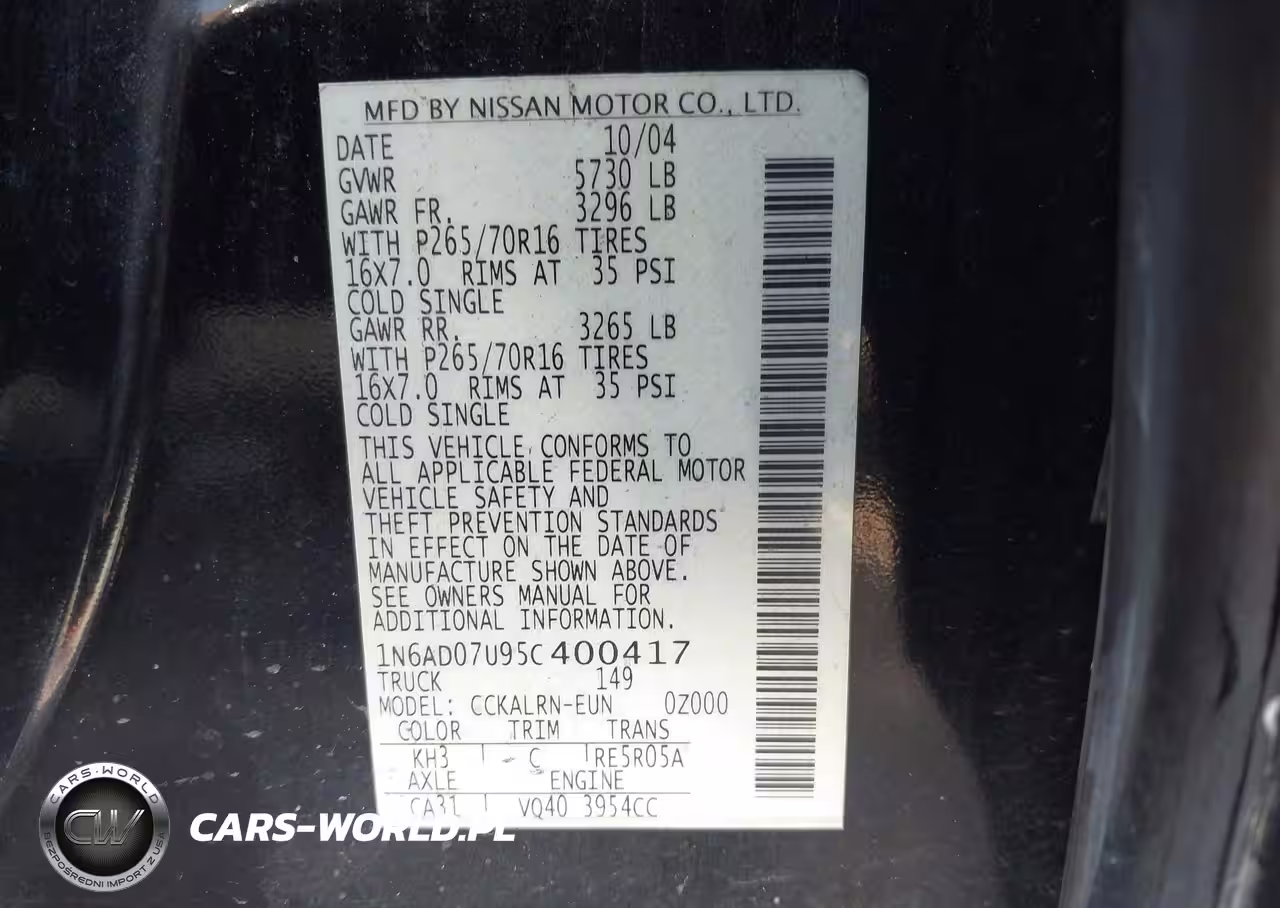 MFD BY NISSAN MOTOR CO., LTD.
DATE 10/04
GVWR 5730 LB
GAWR FR. 3296 LB
WITH P265/70R16 TIRES
16X7.0 RIMS AT 35 PSI
COLD SINGLE
GAWR RR. 3265 LB
WITH P265/70R16 TIRES
16X7.0 RIMS AT 35 PSI
COLD SINGLE
THIS VEHICLE CONFORMS TO
ALL APPLICABLE FEDERAL MOTOR
VEHICLE SAFETY AND
THEFT PREVENTION STANDARDS
IN EFFECT ON THE DATE OF
MANUFACTURE SHOWN ABOVE.
SEE OWNERS MANUAL FOR
ADDITIONAL INFORMATION.
1N6AD07U95C400417
TRUCK 149
MODEL: CCKALRN-EUN 0Z000
COLOR TRIM TRANS
KH3 C RE5R05A
AXLE ENGINE
CA31 VQ40 3954CC
CARS-WORLD
CW
BEZPOŚREDNI IMPORT Z USA
CARS-WORLD.PL